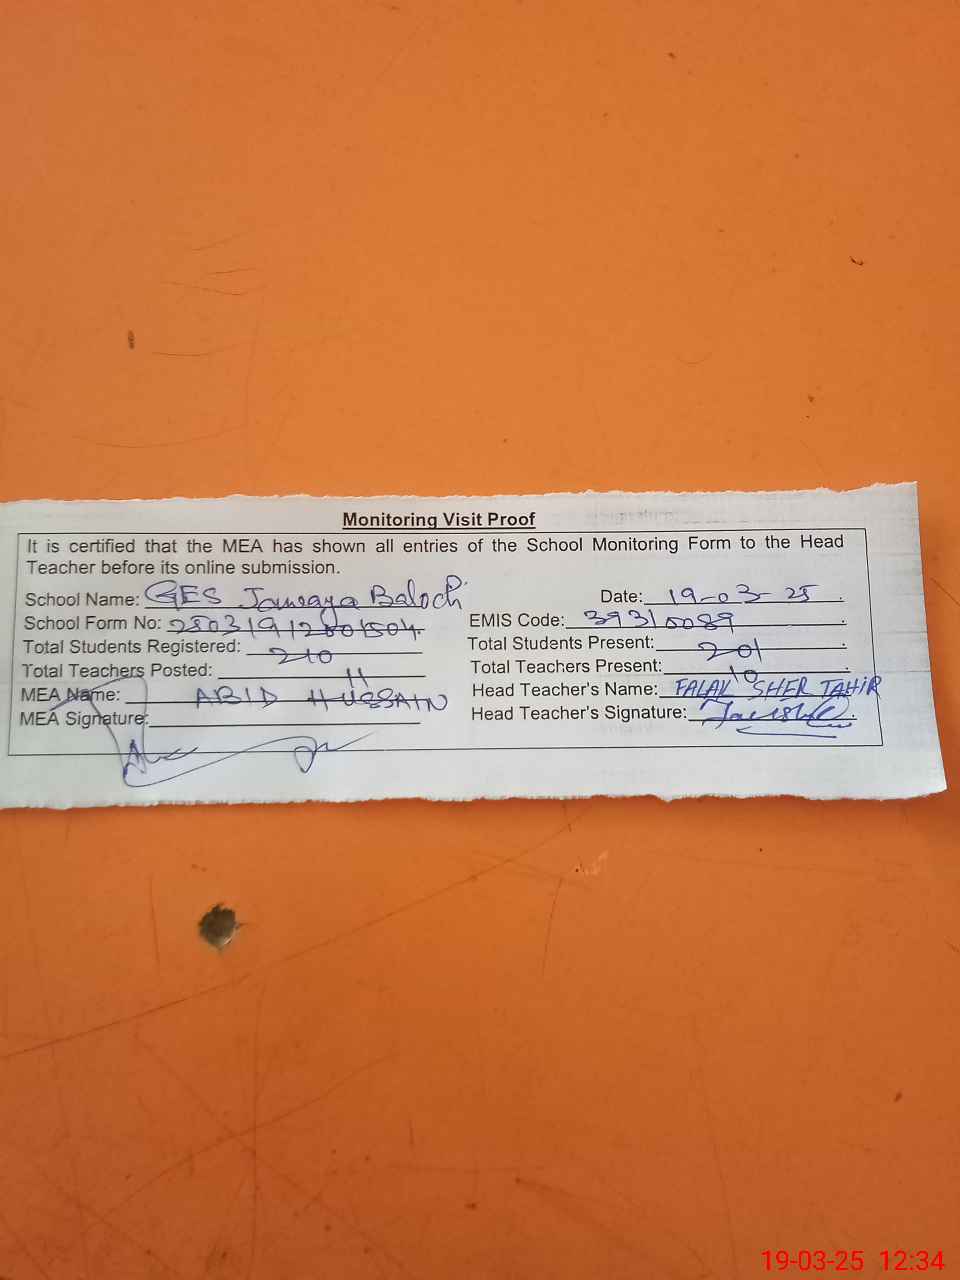 Monitoring Visit Proof
It is certified that the MEA has shown all entries of the School Monitoring Form to the Head
Teacher before its online submission.
School Name: GES Jamraya Baloch Date: 19-03-25
School Form No: 25031912001504 EMIS Code: 39310089
Total Students Registered: 210 Total Students Present: 201
Total Teachers Posted: 11 Total Teachers Present: 10
MEA Name: ABID HUSSAIN Head Teacher's Name: FALAK SHER TAHIR
MEA Signature: Head Teacher's Signature:
19-03-25 12:34